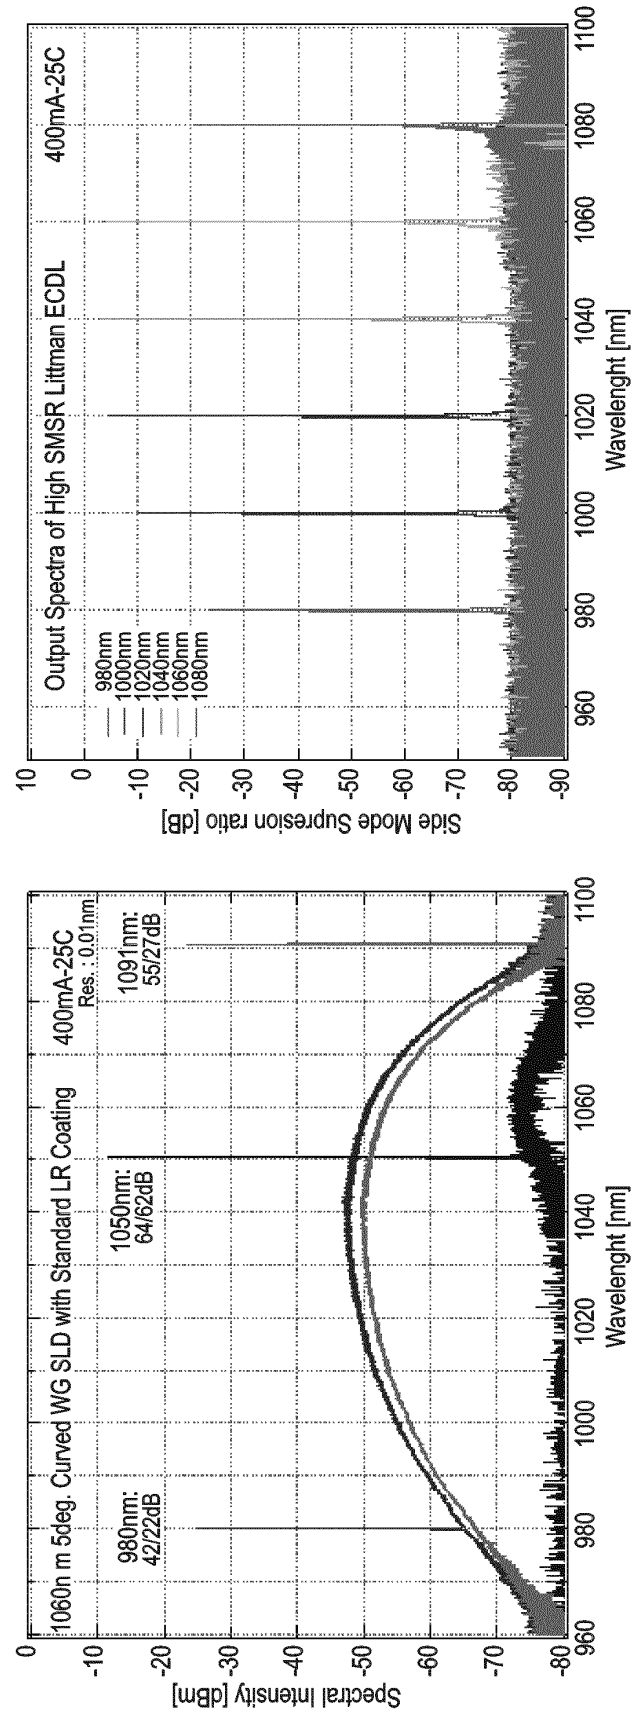 1060n m 5deg. Curved WG SLD with Standard LR Coating
400mA-25C
Res. : 0.01nm
980nm:
42/22dB
1050nm:
64/62dB
1091nm:
55/27dB
Spectral Intensity [dBm]
0
-10
-20
-30
-40
-50
-60
-70
-80
960
980
1000
1020
1040
1060
1080
1100
Wavelenght [nm]
Output Spectra of High SMSR Littman ECDL
400mA-25C
980nm
1000nm
1020nm
1040nm
1060nm
1080nm
Side Mode Supresion ratio [dB]
10
0
-10
-20
-30
-40
-50
-60
-70
-80
-90
960
980
1000
1020
1040
1060
1080
1100
Wavelenght [nm]